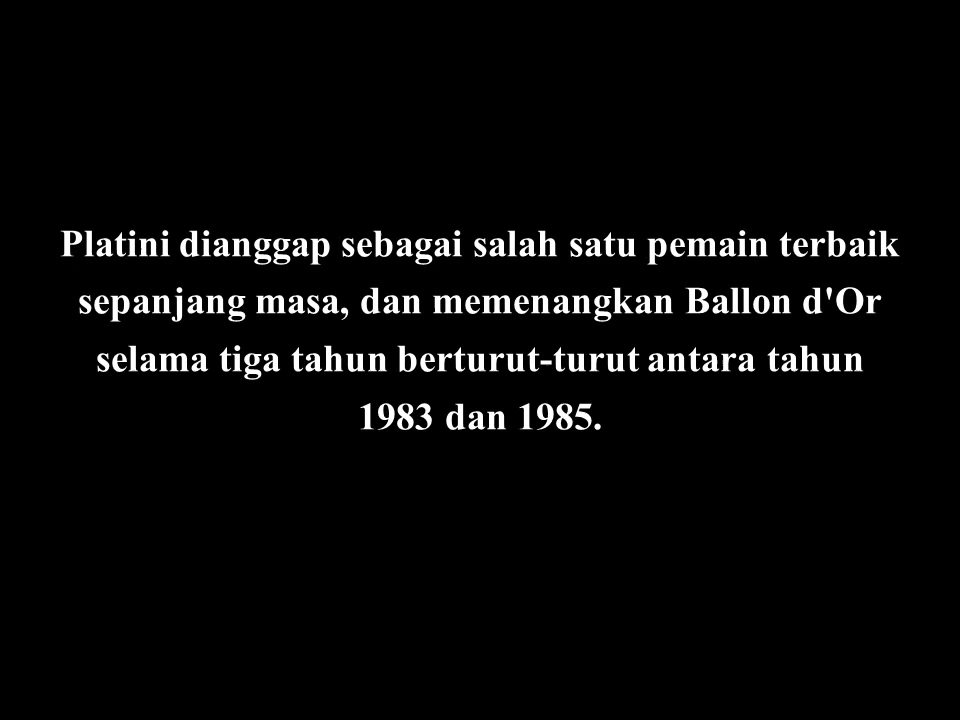 Platini dianggap sebagai salah satu pemain terbaik
sepanjang masa, dan memenangkan Ballon d'Or
selama tiga tahun berturut-turut antara tahun
1983 dan 1985.